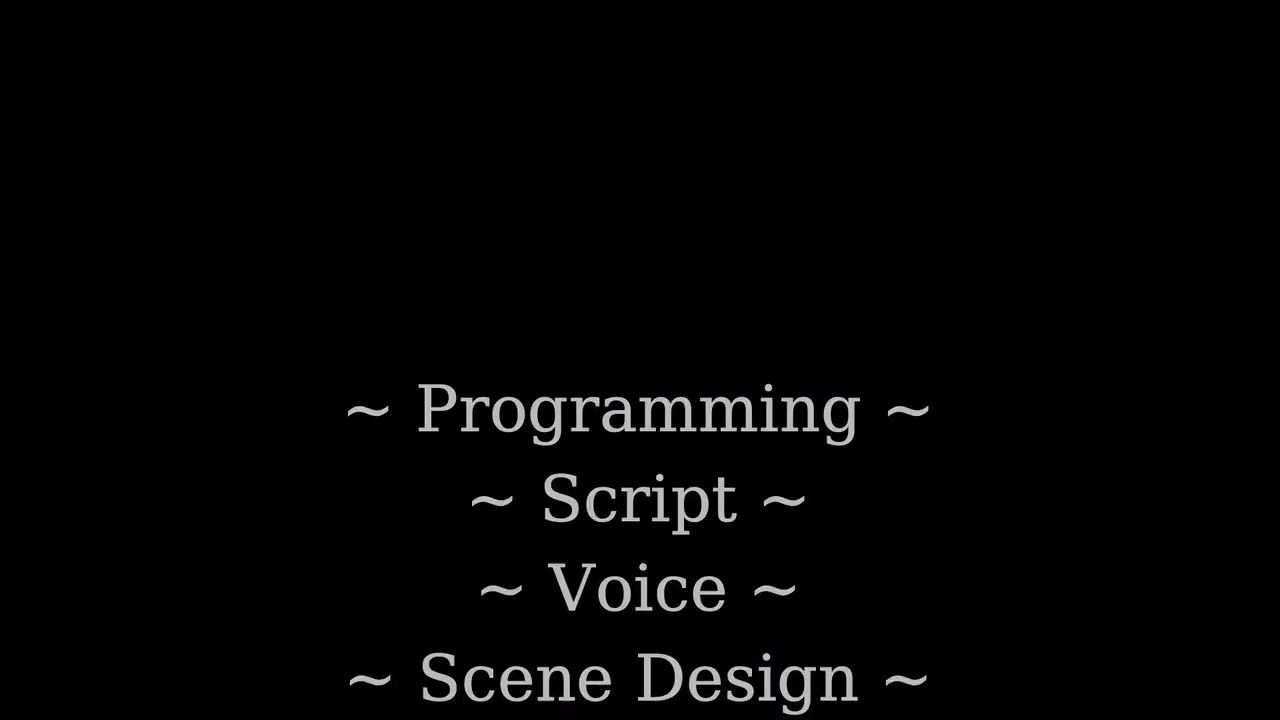 ~ Programming ~
~ Script ~
~ Voice ~
~ Scene Design ~